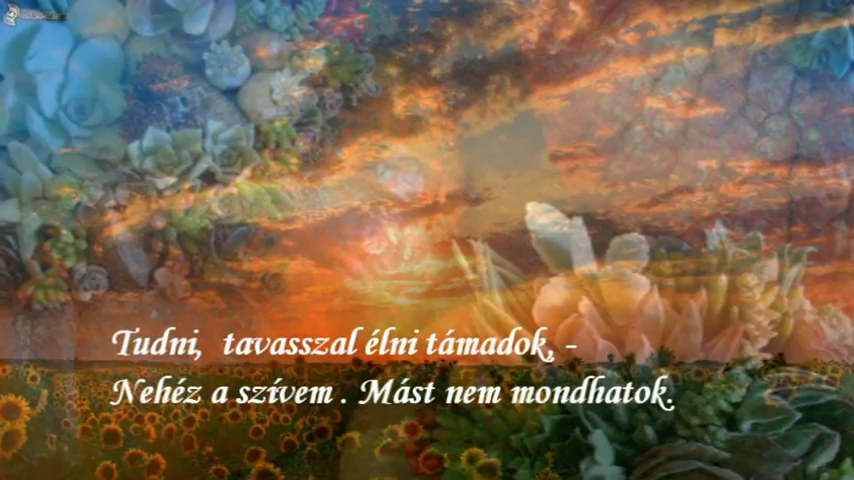 Tudni,  tavasszal élni támadok, -
Nehéz a szívem . Mást nem mondhatok.